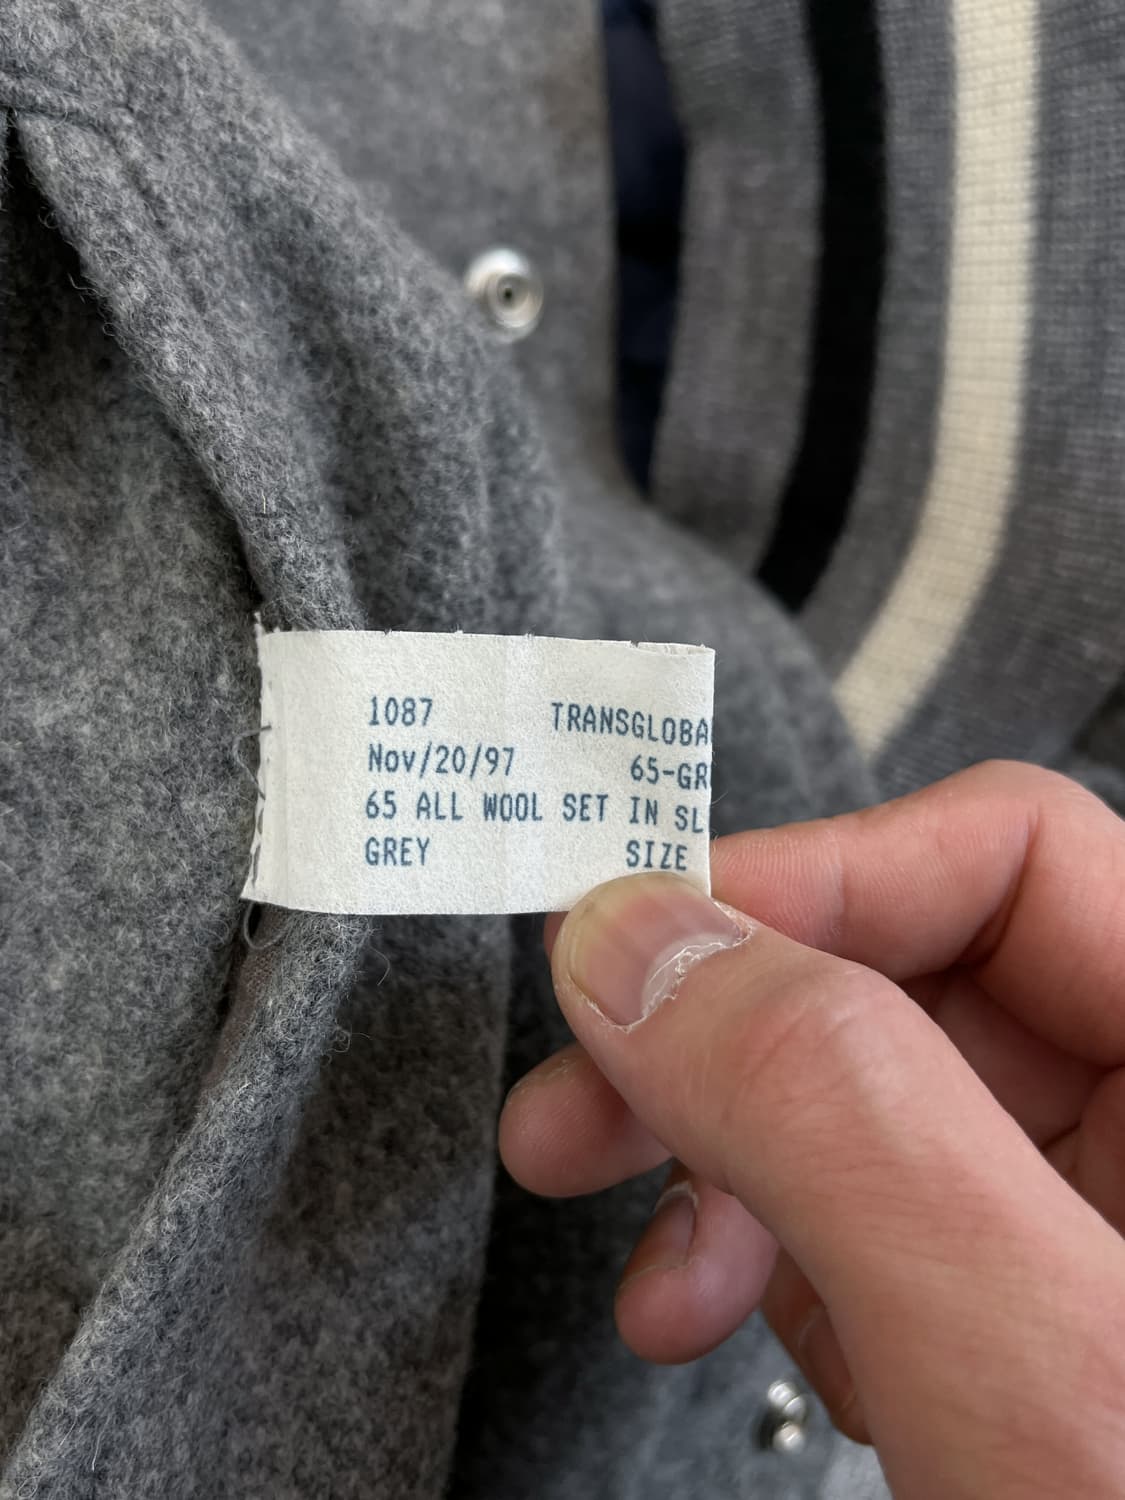 1087 TRANSGLOBA
Nov/20/97 65-GR
65 ALL WOOL SET IN SL
GREY SIZE